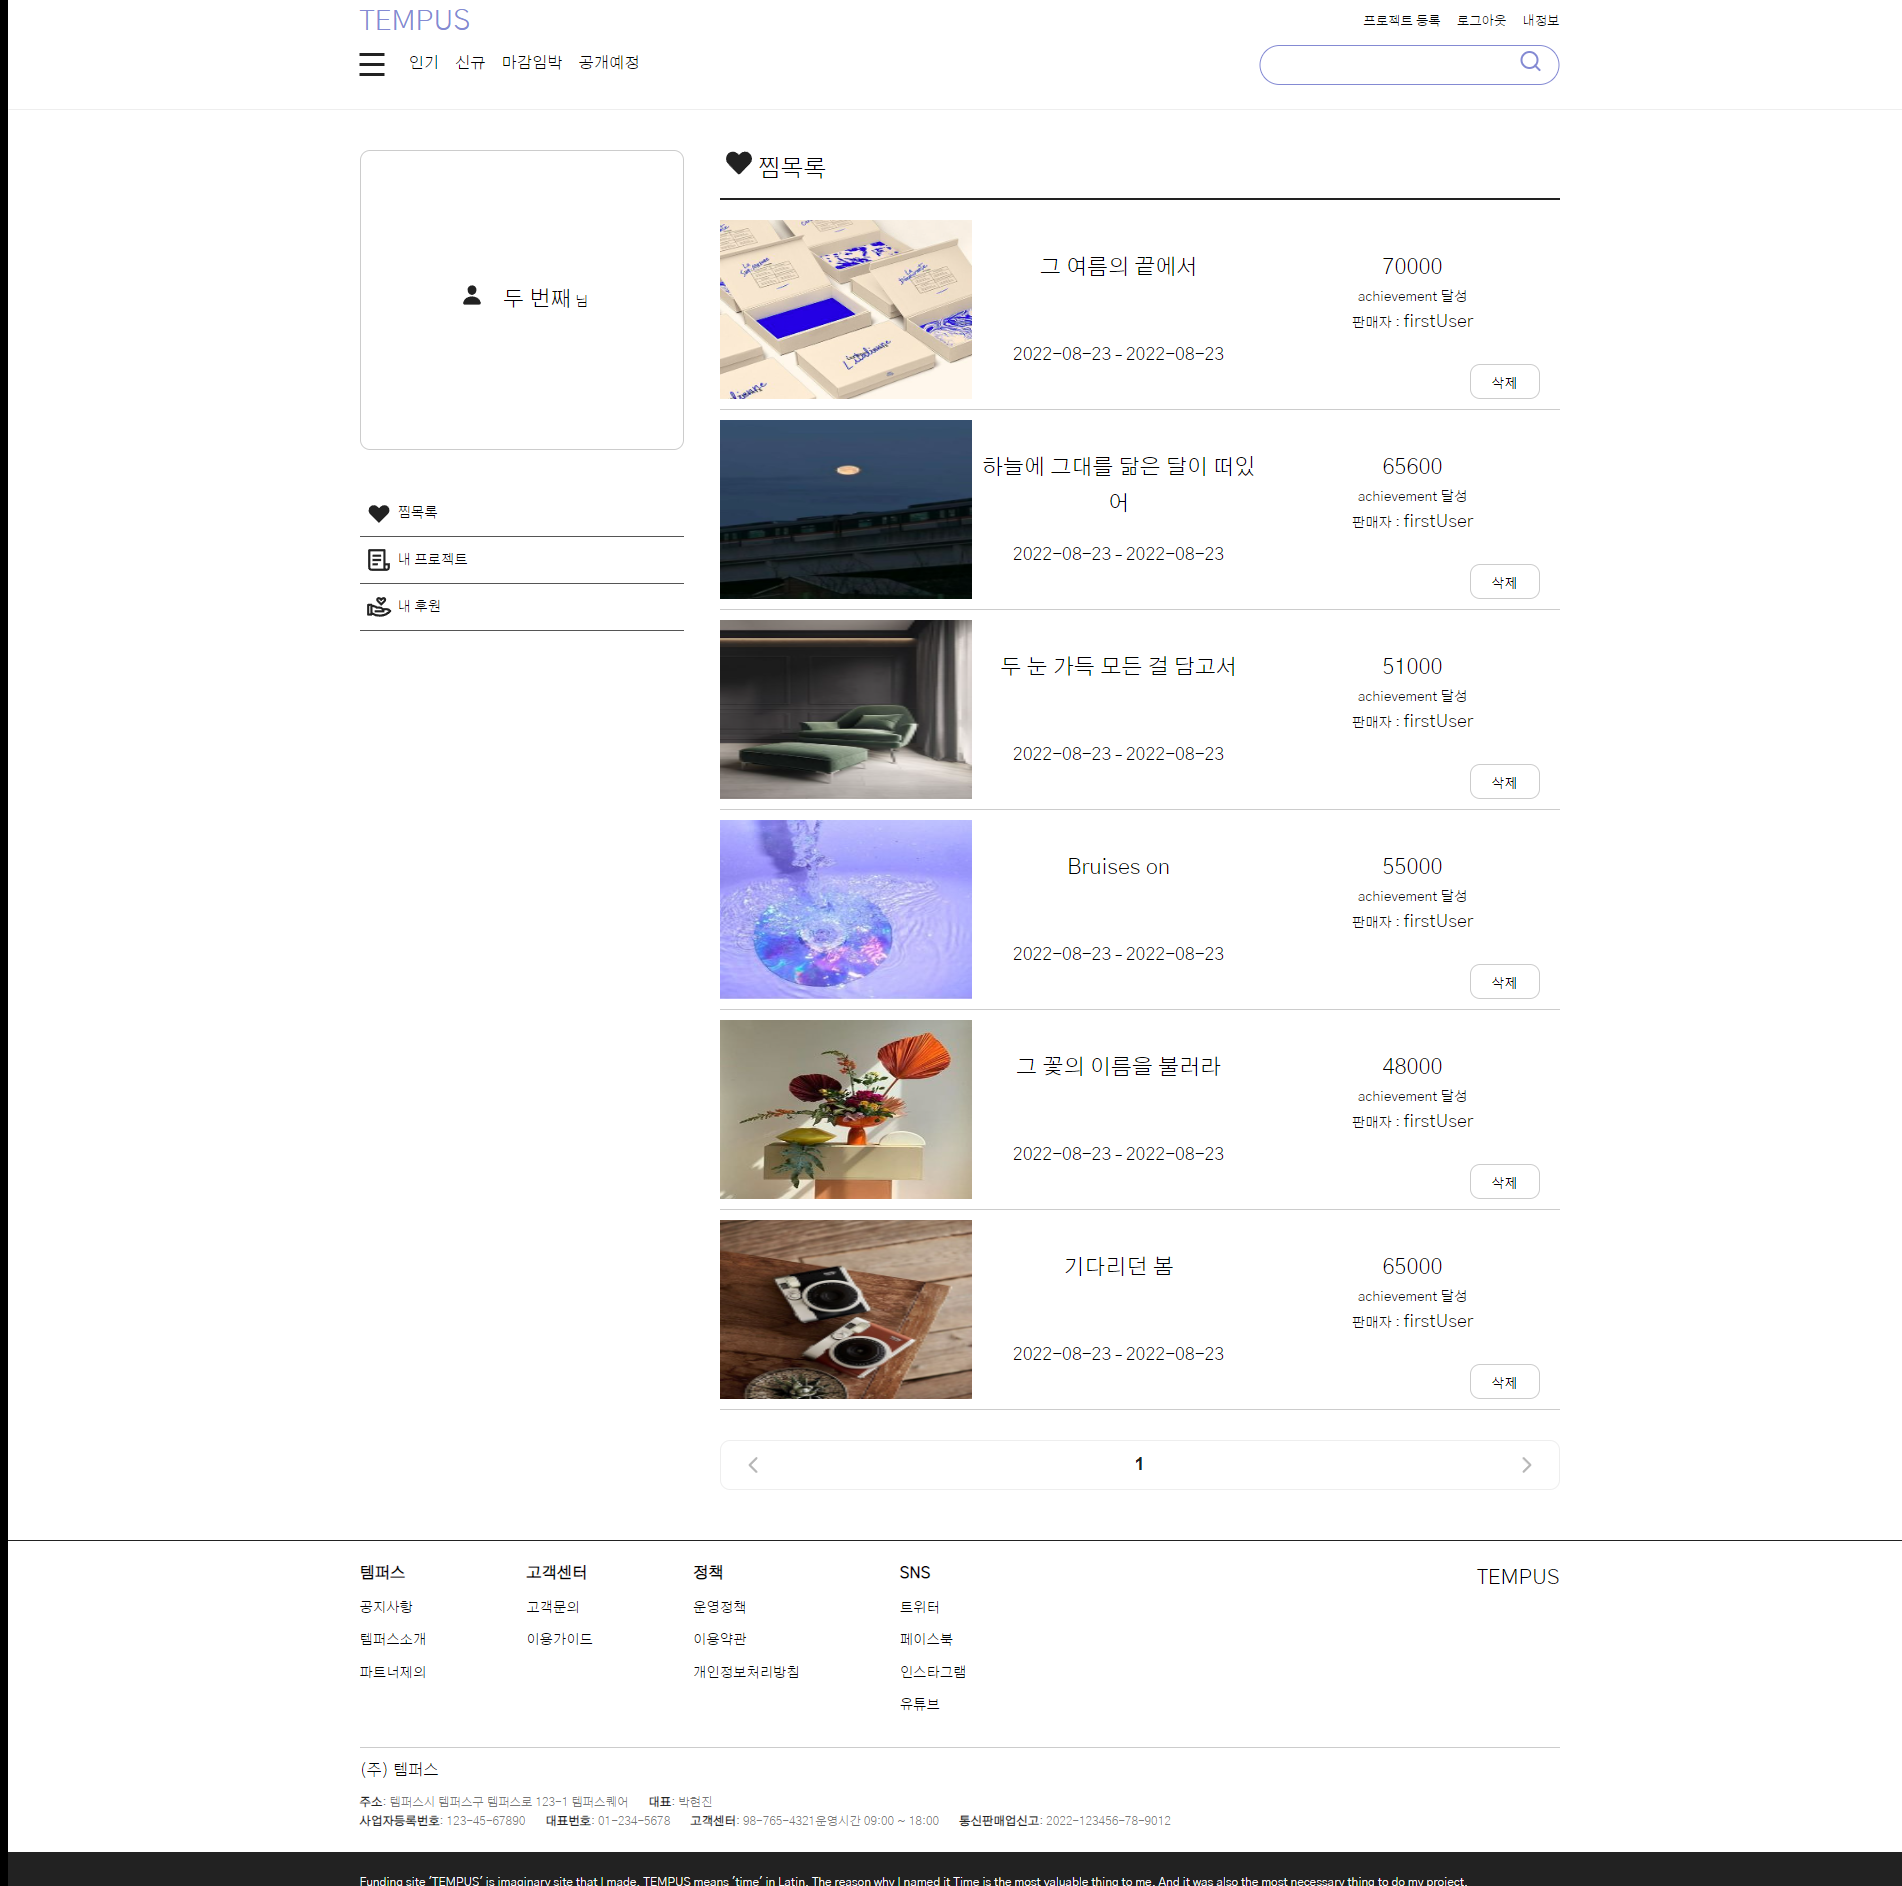 TEMPUS
프로젝트 등록 로그아웃 내정보
인기 신규 마감임박 공개예정
찜목록
두 번째 님
찜목록
내 프로젝트
내 후원
그 여름의 끝에서
2022-08-23 - 2022-08-23
70000
achievement 달성
판매자 : firstUser
삭제
하늘에 그대를 닮은 달이 떠있
어
2022-08-23 - 2022-08-23
65600
achievement 달성
판매자 : firstUser
삭제
두 눈 가득 모든 걸 담고서
2022-08-23 - 2022-08-23
51000
achievement 달성
판매자 : firstUser
삭제
Bruises on
2022-08-23 - 2022-08-23
55000
achievement 달성
판매자 : firstUser
삭제
그 꽃의 이름을 불러라
2022-08-23 - 2022-08-23
48000
achievement 달성
판매자 : firstUser
삭제
기다리던 봄
2022-08-23 - 2022-08-23
65000
achievement 달성
판매자 : firstUser
삭제
1
템퍼스
공지사항
템퍼스소개
파트너제의
고객센터
고객문의
이용가이드
정책
운영정책
이용약관
개인정보처리방침
SNS
트위터
페이스북
인스타그램
유튜브
TEMPUS
(주) 템퍼스
주소: 템퍼스시 템퍼스구 템퍼스로 123-1 템퍼스퀘어 대표: 박현진
사업자등록번호: 123-45-67890 대표번호: 01-234-5678 고객센터: 98-765-4321운영시간 09:00 ~ 18:00 통신판매업신고: 2022-123456-78-9012
Funding site 'TEMPUS' is imaginary site that I made. TEMPUS means 'time' in Latin. The reason why I named it Time is the most valuable thing to me. And it was also the most necessary thing to do my project.